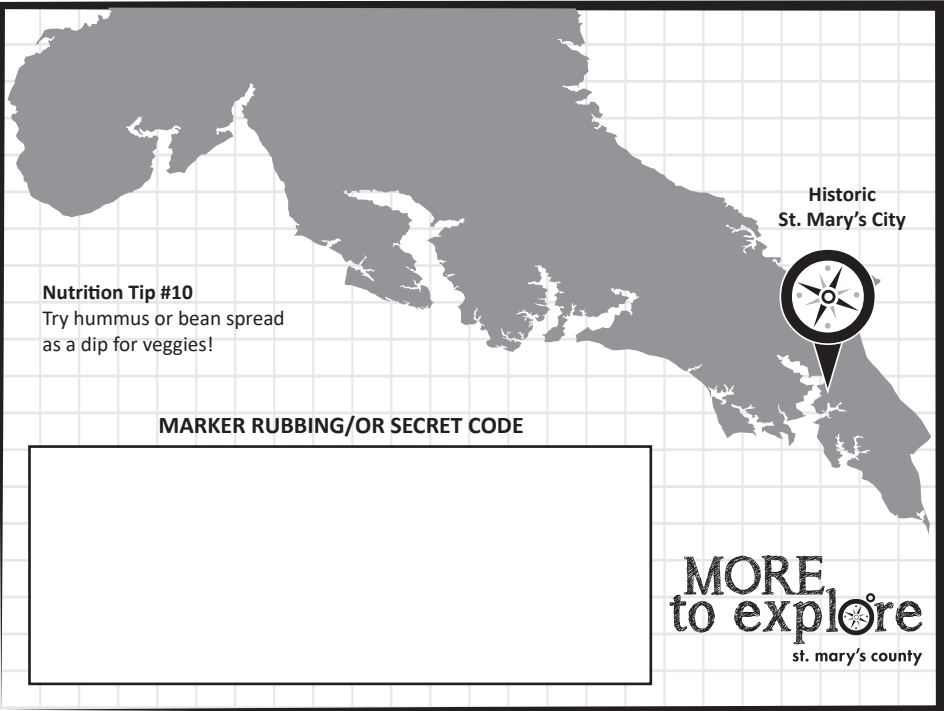 Historic
St. Mary's City
Nutrition Tip #10
Try hummus or bean spread
as a dip for veggies!
MARKER RUBBING/OR SECRET CODE
MORE
to explore
st. mary's county